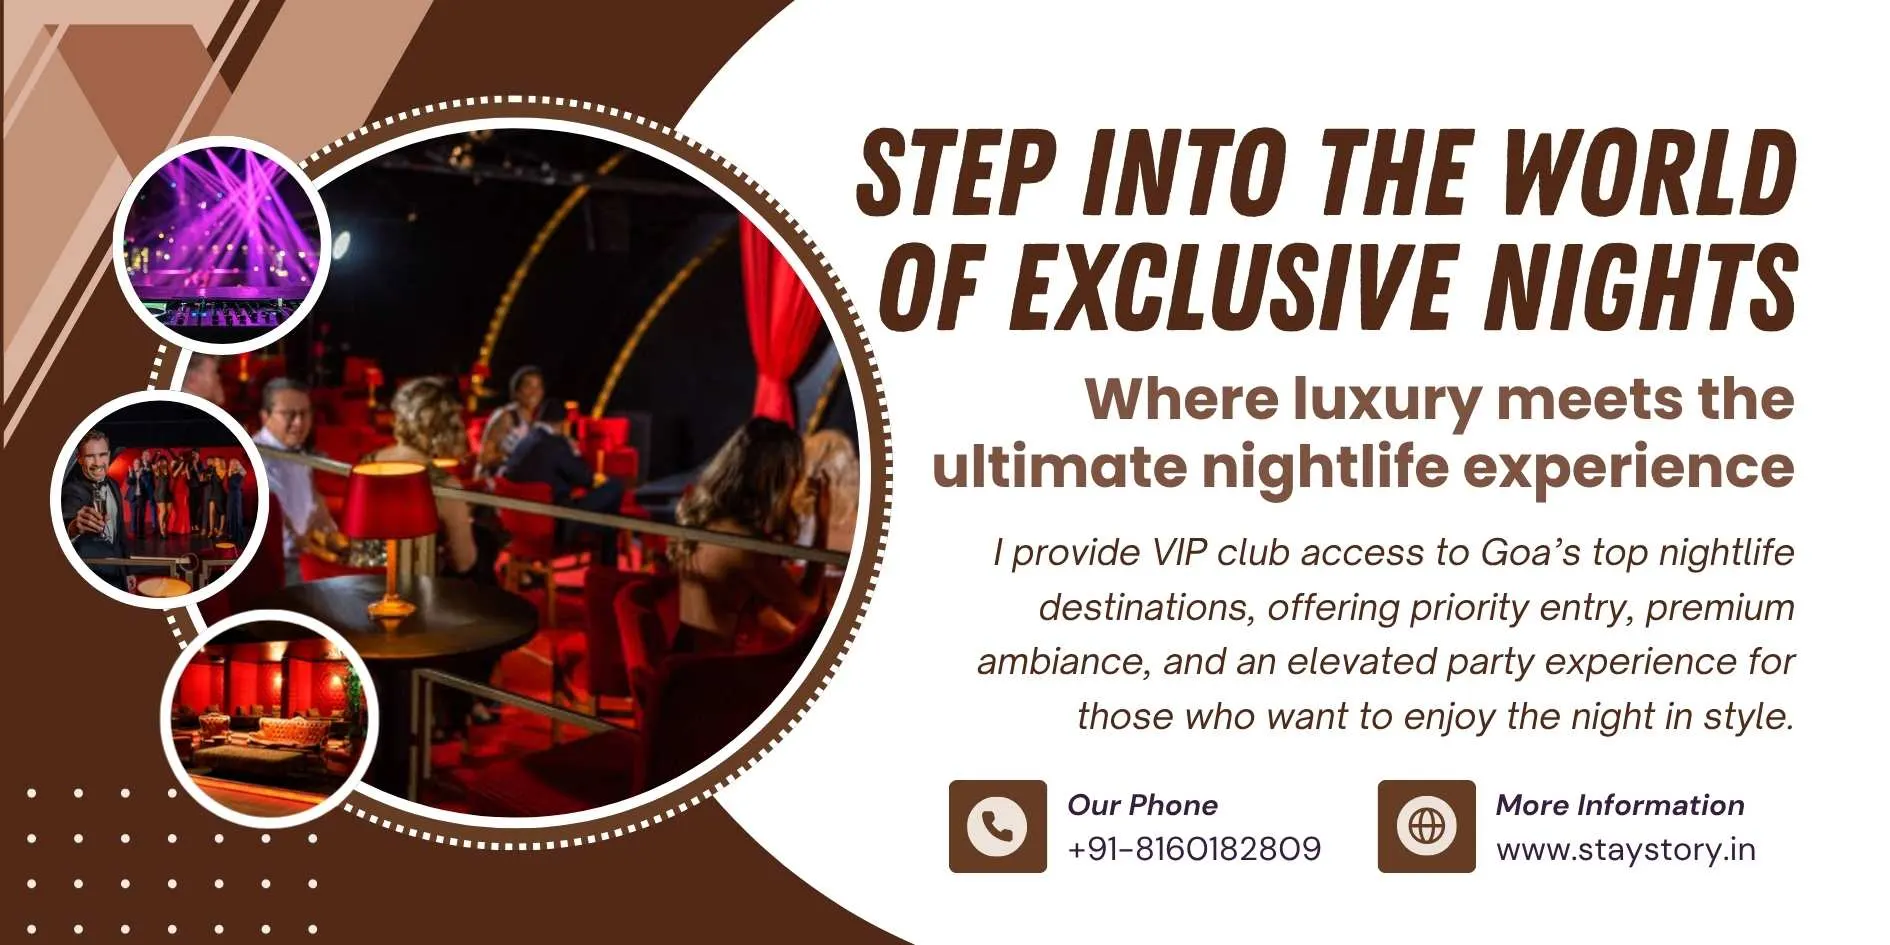 STEP INTO THE WORLD
OF EXCLUSIVE NIGHTS
Where luxury meets the
ultimate nightlife experience
I provide VIP club access to Goa's top nightlife
destinations, offering priority entry, premium
ambiance, and an elevated party experience for
those who want to enjoy the night in style.
Our Phone
+91-8160182809
More Information
www.staystory.in